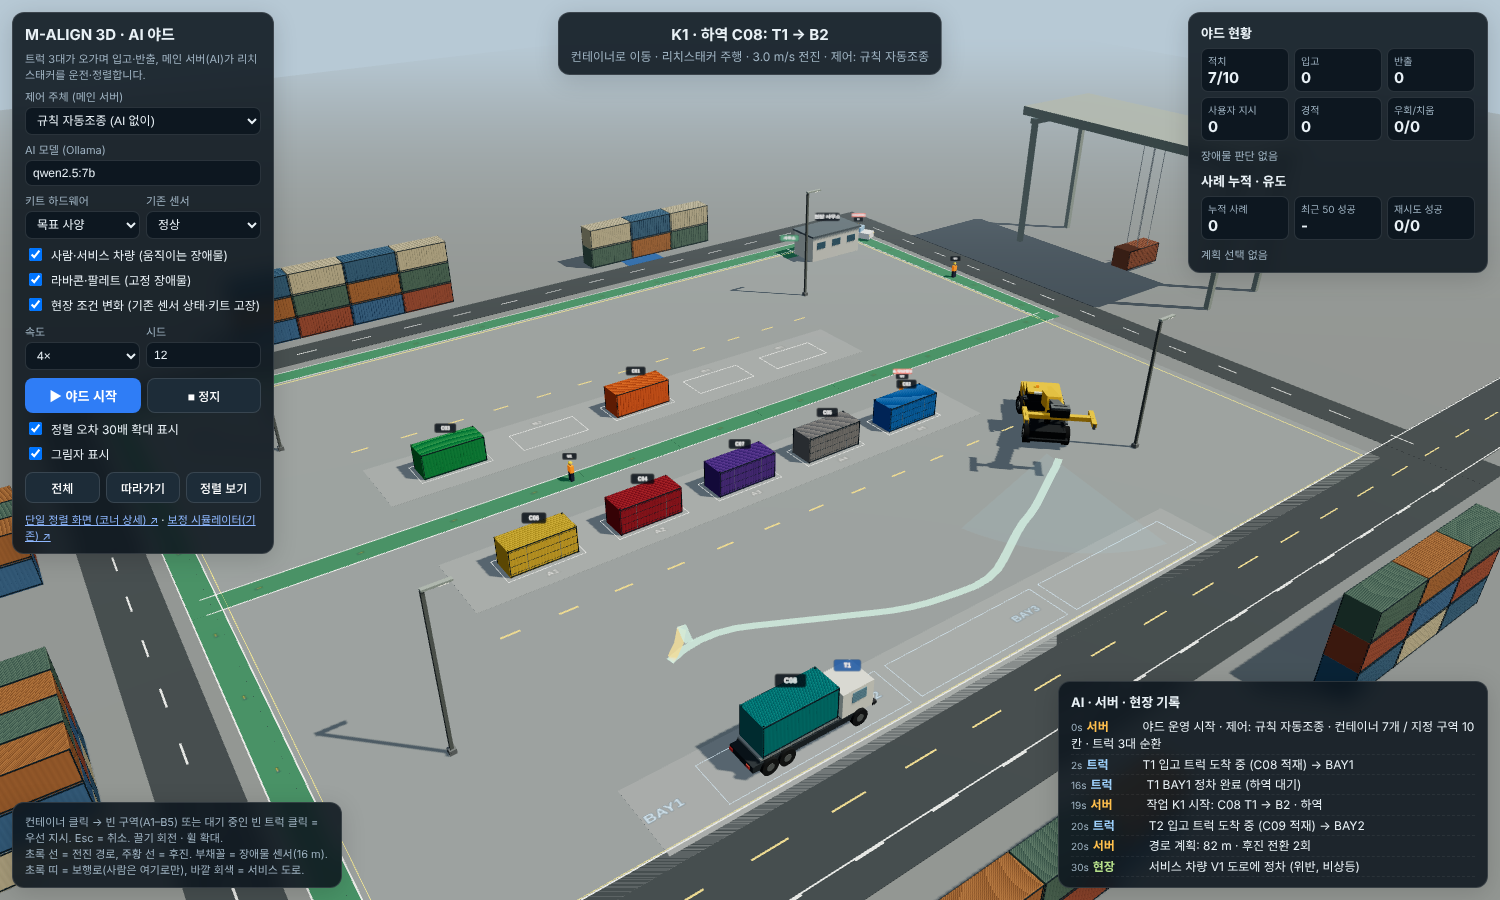 M-ALIGN 3D · AI 야드
트럭 3대가 오가며 입고·반출, 메인 서버(AI)가 리치
스태커를 운전·정렬합니다.
제어 주체 (메인 서버)
규칙 자동조종 (AI 없이)
AI 모델 (Ollama)
qwen2.5:7b
키트 하드웨어
기존 센서
목표 사양
정상
사람·서비스 차량 (움직이는 장애물)
라바콘·팔레트 (고정 장애물)
현장 조건 변화 (기존 센서 상태·키트 고장)
속도
시드
4×
12
▶ 야드 시작
■ 정지
정렬 오차 30배 확대 표시
그림자 표시
전체
따라가기
정렬 보기
단일 정렬 화면 (코너 상세) ↗ · 보정 시뮬레이터(기
존) ↗
K1 · 하역 C08: T1 → B2
컨테이너로 이동 · 리치스태커 주행 · 3.0 m/s 전진 · 제어: 규칙 자동조종
야드 현황
적치
7/10
입고
0
반출
0
사용자 지시
0
경적
0
우회/치움
0/0
장애물 판단 없음
사례 누적 · 유도
누적 사례
0
최근 50 성공
-
재시도 성공
0/0
계획 선택 없음
C08
T1
BAY3
BAY1
컨테이너 클릭 → 빈 구역(A1–B5) 또는 대기 중인 빈 트럭 클릭 =
우선 지시. Esc = 취소. 끌기 회전 · 휠 확대.
초록 선 = 전진 경로, 주황 선 = 후진. 부채꼴 = 장애물 센서(16 m).
초록 띠 = 보행로(사람은 여기로만), 바깥 회색 = 서비스 도로.
AI · 서버 · 현장 기록
0s 서버 야드 운영 시작 · 제어: 규칙 자동조종 · 컨테이너 7개 / 지정 구역 10
칸 · 트럭 3대 순환
2s 트럭 T1 입고 트럭 도착 중 (C08 적재) → BAY1
16s 트럭 T1 BAY1 정차 완료 (하역 대기)
19s 서버 작업 K1 시작: C08 T1 → B2 · 하역
20s 트럭 T2 입고 트럭 도착 중 (C09 적재) → BAY2
20s 서버 경로 계획: 82 m · 후진 전환 2회
30s 현장 서비스 차량 V1 도로에 정차 (위반, 비상등)